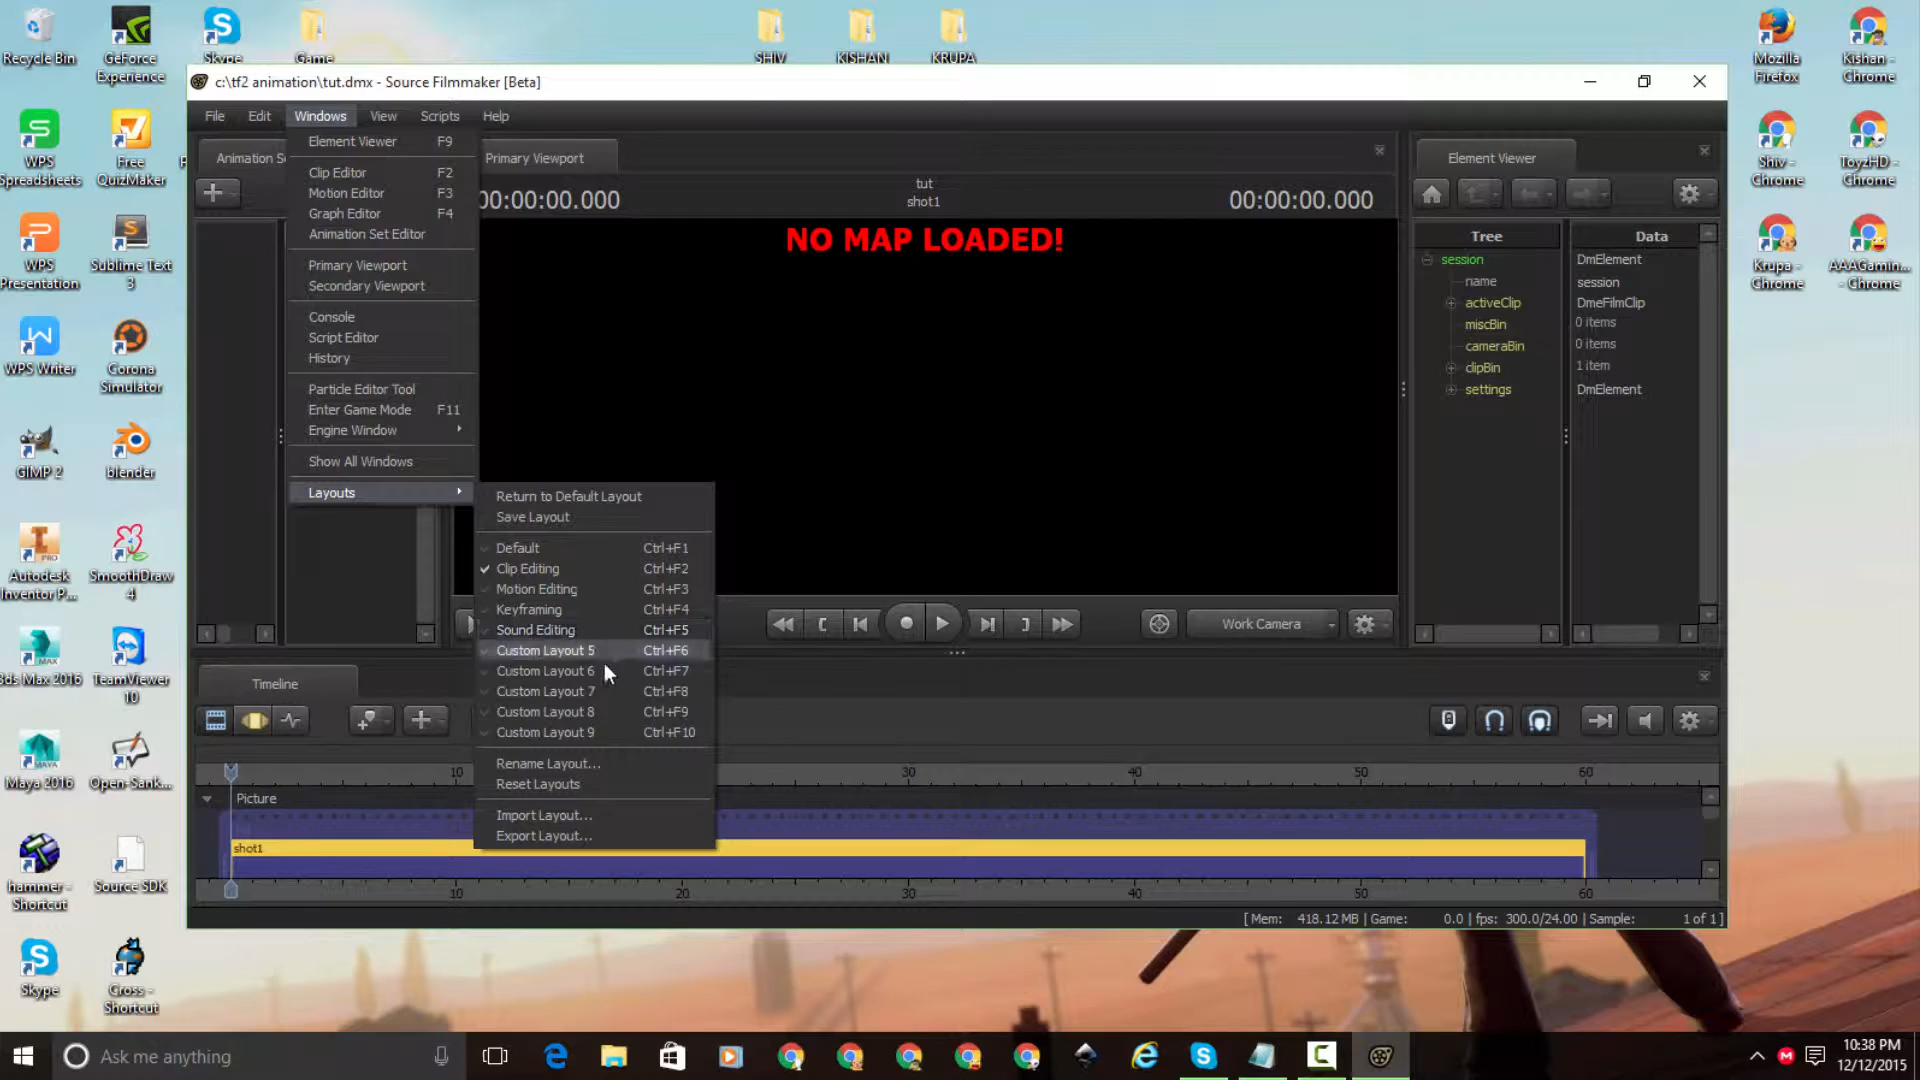 Recycle Bin
GeForce Experience
Skype
Game
SHIV
KISHAN
KRUPA
Mozilla Firefox
Kishan - Chrome
c:\tf2 animation\tut.dmx - Source Filmmaker [Beta]
File Edit Windows View Scripts Help
Element Viewer F9
Clip Editor F2
Motion Editor F3
Graph Editor F4
Animation Set Editor
Primary Viewport
Secondary Viewport
Console
Script Editor
History
Particle Editor Tool
Enter Game Mode F11
Engine Window
Show All Windows
Layouts
Return to Default Layout
Save Layout
Default Ctrl+F1
Clip Editing Ctrl+F2
Motion Editing Ctrl+F3
Keyframing Ctrl+F4
Sound Editing Ctrl+F5
Custom Layout 5 Ctrl+F6
Custom Layout 6 Ctrl+F7
Custom Layout 7 Ctrl+F8
Custom Layout 8 Ctrl+F9
Custom Layout 9 Ctrl+F10
Rename Layout...
Reset Layouts
Import Layout...
Export Layout...
Animation Se
Primary Viewport
00:00:00.000
tut
shot1
00:00:00.000
NO MAP LOADED!
Work Camera
Element Viewer
Tree Data
session DmElement
name session
activeClip DmeFilmClip
miscBin 0 items
cameraBin 0 items
clipBin 1 item
settings DmElement
Timeline
10 30 40 50 60
Picture
shot1
10 20 30 40 50 60
[ Mem: 418.12 MB | Game: 0.0 | fps: 300.0/24.00 | Sample: 1 of 1 ]
WPS Spreadsheets
Free QuizMaker
WPS Presentation
Sublime Text 3
WPS Writer
Corona Simulator
GIMP 2
blender
Autodesk Inventor P...
SmoothDraw 4
3ds Max 2016
TeamViewer 10
Maya 2016
Open-Sank...
hammer - Shortcut
Source SDK
Skype
Cross - Shortcut
Shiv - Chrome
ToyzHD - Chrome
Krupa - Chrome
AAAGamin... - Chrome
Ask me anything
10:38 PM
12/12/2015